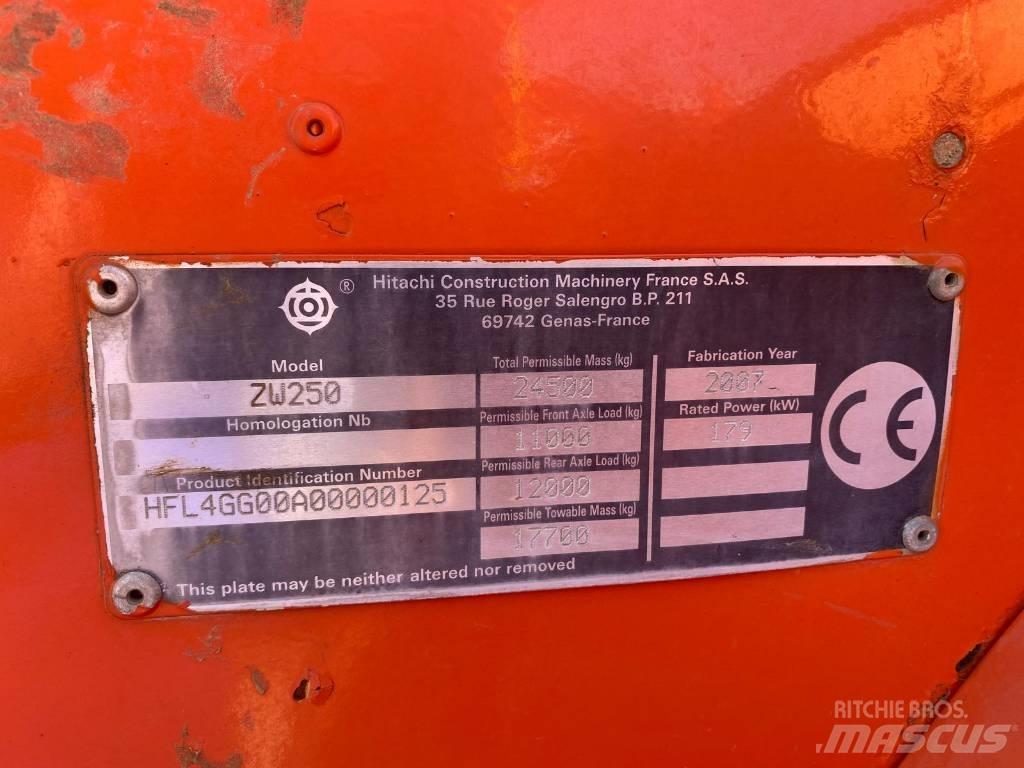 ® Hitachi Construction Machinery France S.A.S.
35 Rue Roger Salengro B.P. 211
69742 Genas-France
Model
ZW250
Homologation Nb
Product Identification Number
HFL4GG00A00000125
Total Permissible Mass (kg)
24500
Permissible Front Axle Load (kg)
11000
Permissible Rear Axle Load (kg)
12000
Permissible Towable Mass (kg)
17700
Fabrication Year
2007_
Rated Power (kW)
179
CE
This plate may be neither altered nor removed
RITCHIE BROS.
MASCUS